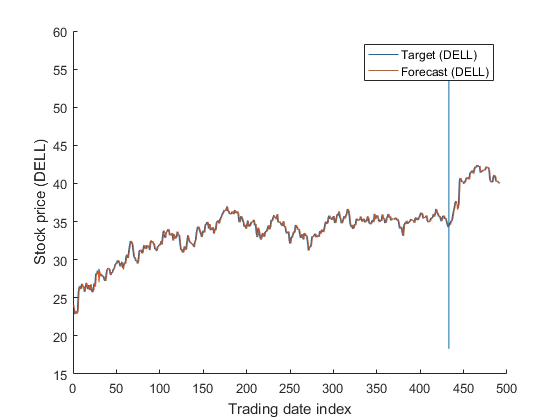 60
55
50
45
40
35
30
25
20
15
Stock price (DELL)
Target (DELL)
Forecast (DELL)
0 50 100 150 200 250 300 350 400 450 500
Trading date index